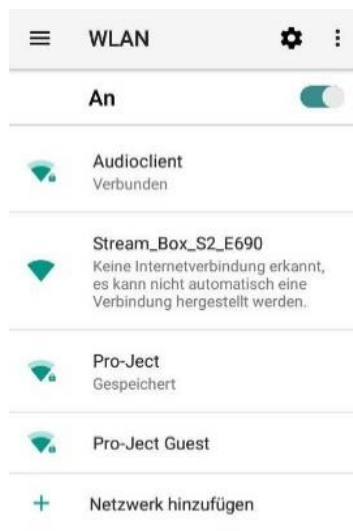 WLAN
An
Audioclient
Verbunden
Stream_Box_S2_E690
Keine Internetverbindung erkannt,
es kann nicht automatisch eine
Verbindung hergestellt werden.
Pro-Ject
Gespeichert
Pro-Ject Guest
Netzwerk hinzufügen